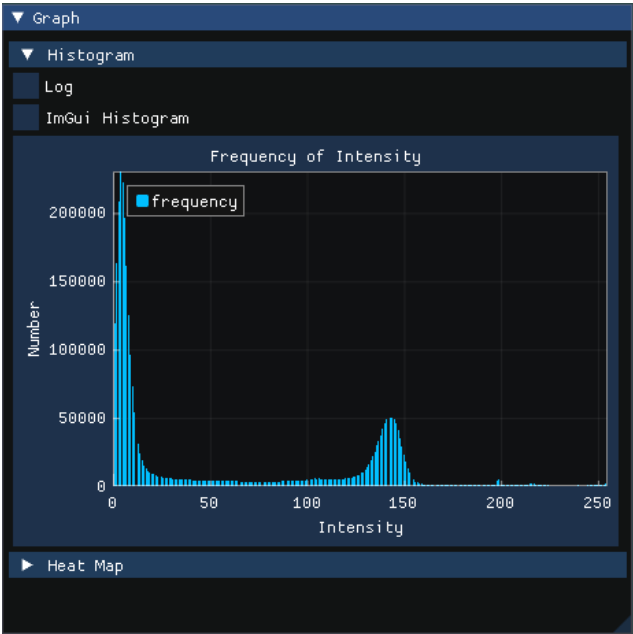 Graph
Histogram
Log
ImGui Histogram
Frequency of Intensity
frequency
200000
150000
100000
50000
0
Number
0 50 100 150 200 250
Intensity
Heat Map